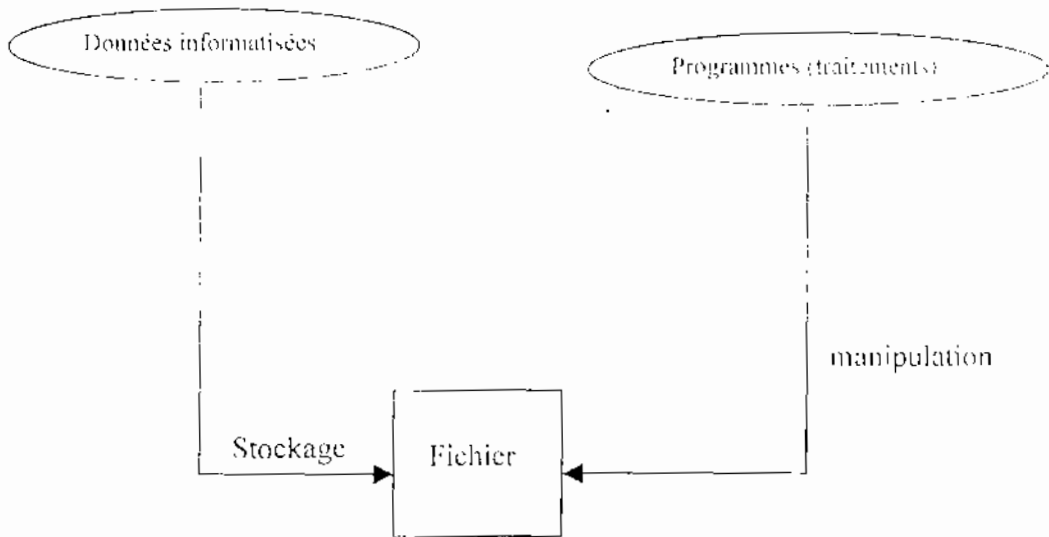 Données informatisées
Programmes (traitements)
manipulation
Stockage
Fichier